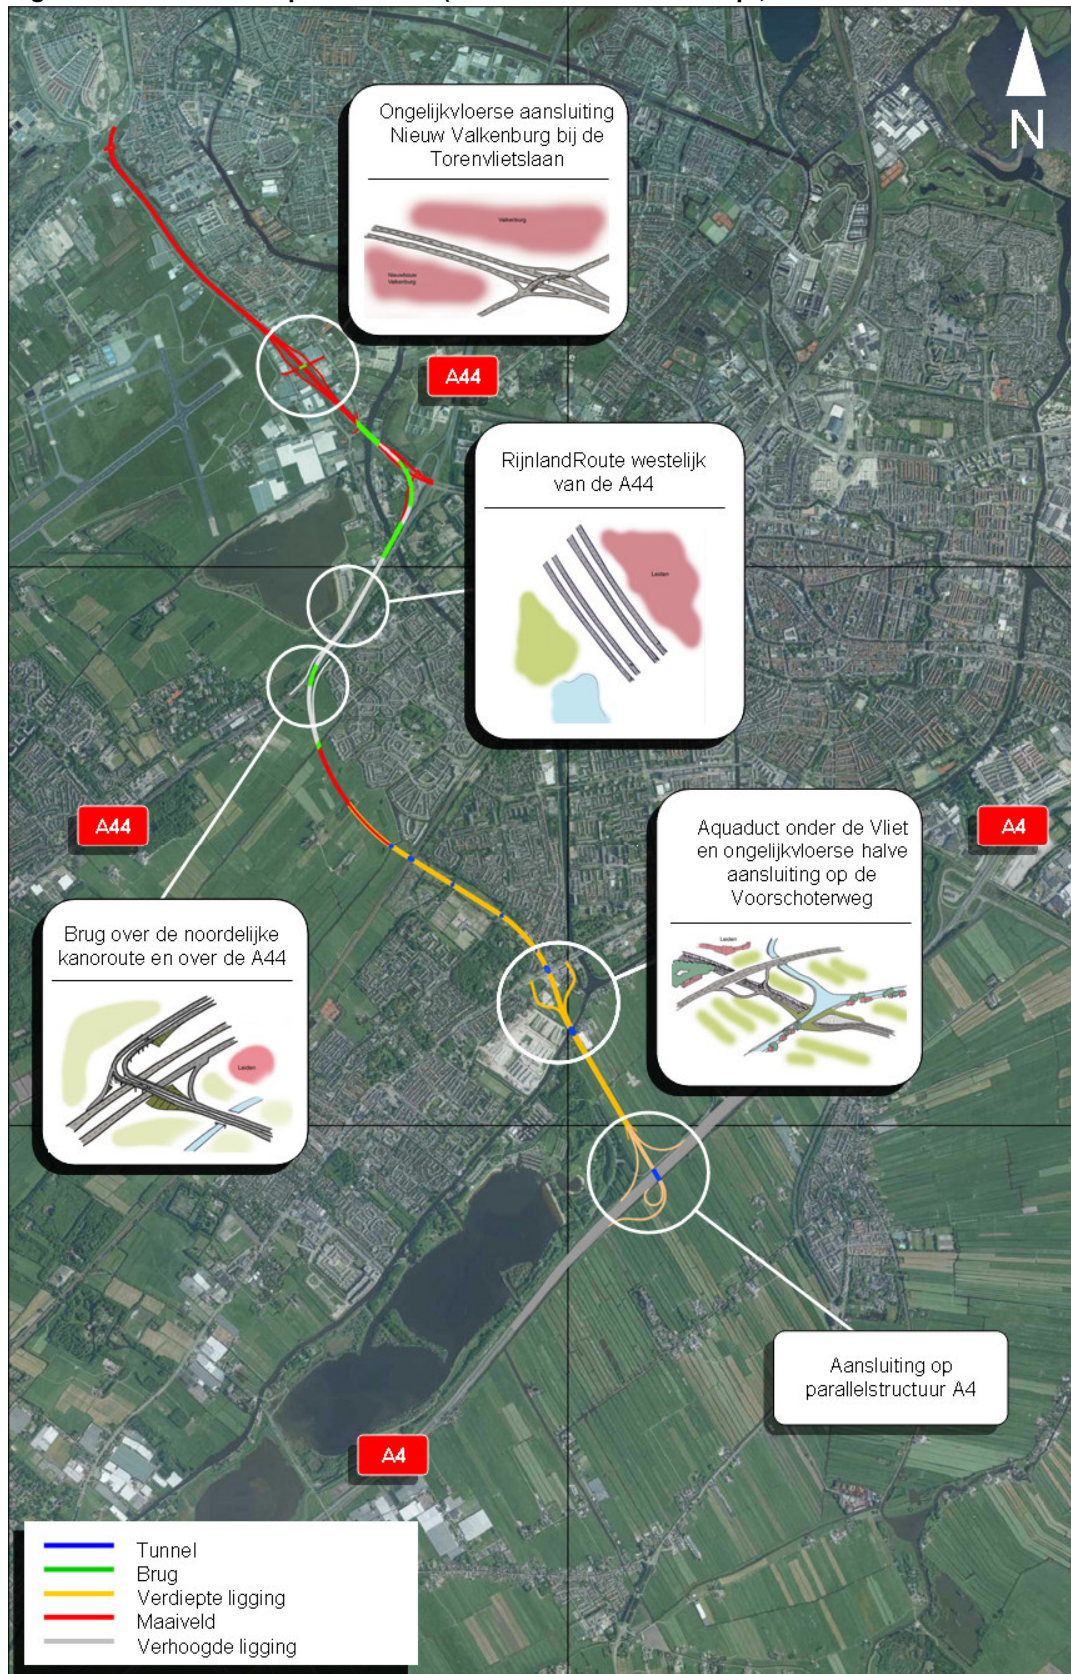 N
Ongelijkvloerse aansluiting
Nieuw Valkenburg bij de
Torenvlietslaan
Valkenburg
Nieuwbouw
Valkenburg
A44
RijnlandRoute westelijk
van de A44
Leiden
A44
A4
Aquaduct onder de Vliet
en ongelijkvloerse halve
aansluiting op de
Voorschoterweg
Leiden
Brug over de noordelijke
kanoroute en over de A44
Leiden
Aansluiting op
parallelstructuur A4
A4
Tunnel
Brug
Verdiepte ligging
Maaiveld
Verhoogde ligging